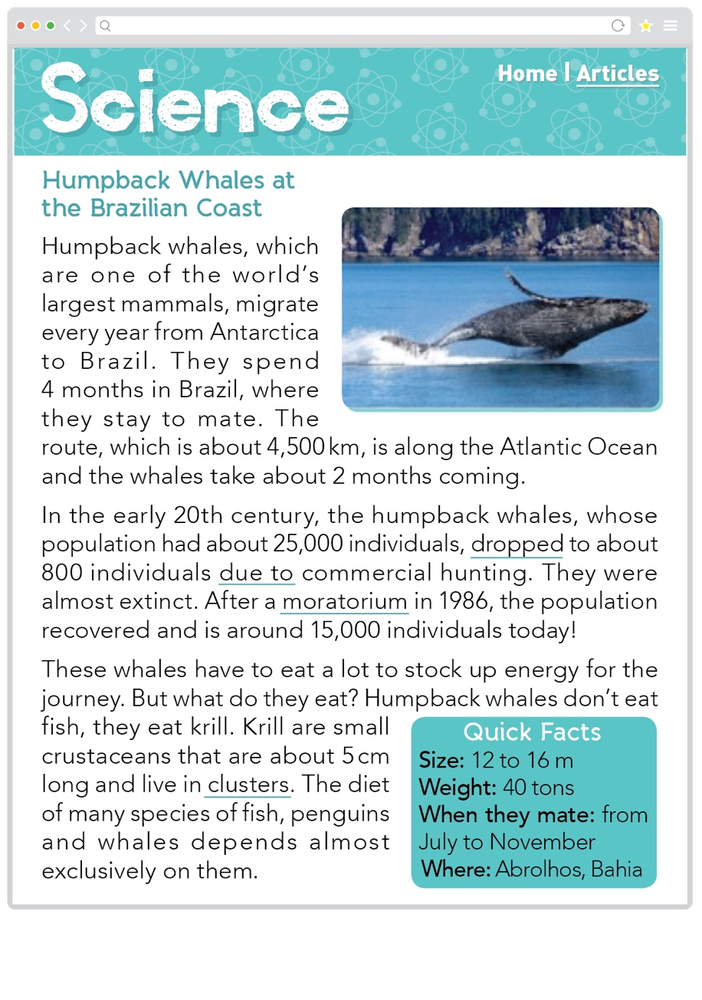 Science
Home | Articles
Humpback Whales at
the Brazilian Coast
Humpback whales, which
are one of the world's
largest mammals, migrate
every year from Antarctica
to Brazil. They spend
4 months in Brazil, where
they stay to mate. The
route, which is about 4,500 km, is along the Atlantic Ocean
and the whales take about 2 months coming.
In the early 20th century, the humpback whales, whose
population had about 25,000 individuals, dropped to about
800 individuals due to commercial hunting. They were
almost extinct. After a moratorium in 1986, the population
recovered and is around 15,000 individuals today!
These whales have to eat a lot to stock up energy for the
journey. But what do they eat? Humpback whales don't eat
fish, they eat krill. Krill are small
crustaceans that are about 5 cm
long and live in clusters. The diet
of many species of fish, penguins
and whales depends almost
exclusively on them.
Quick Facts
Size: 12 to 16 m
Weight: 40 tons
When they mate: from
July to November
Where: Abrolhos, Bahia